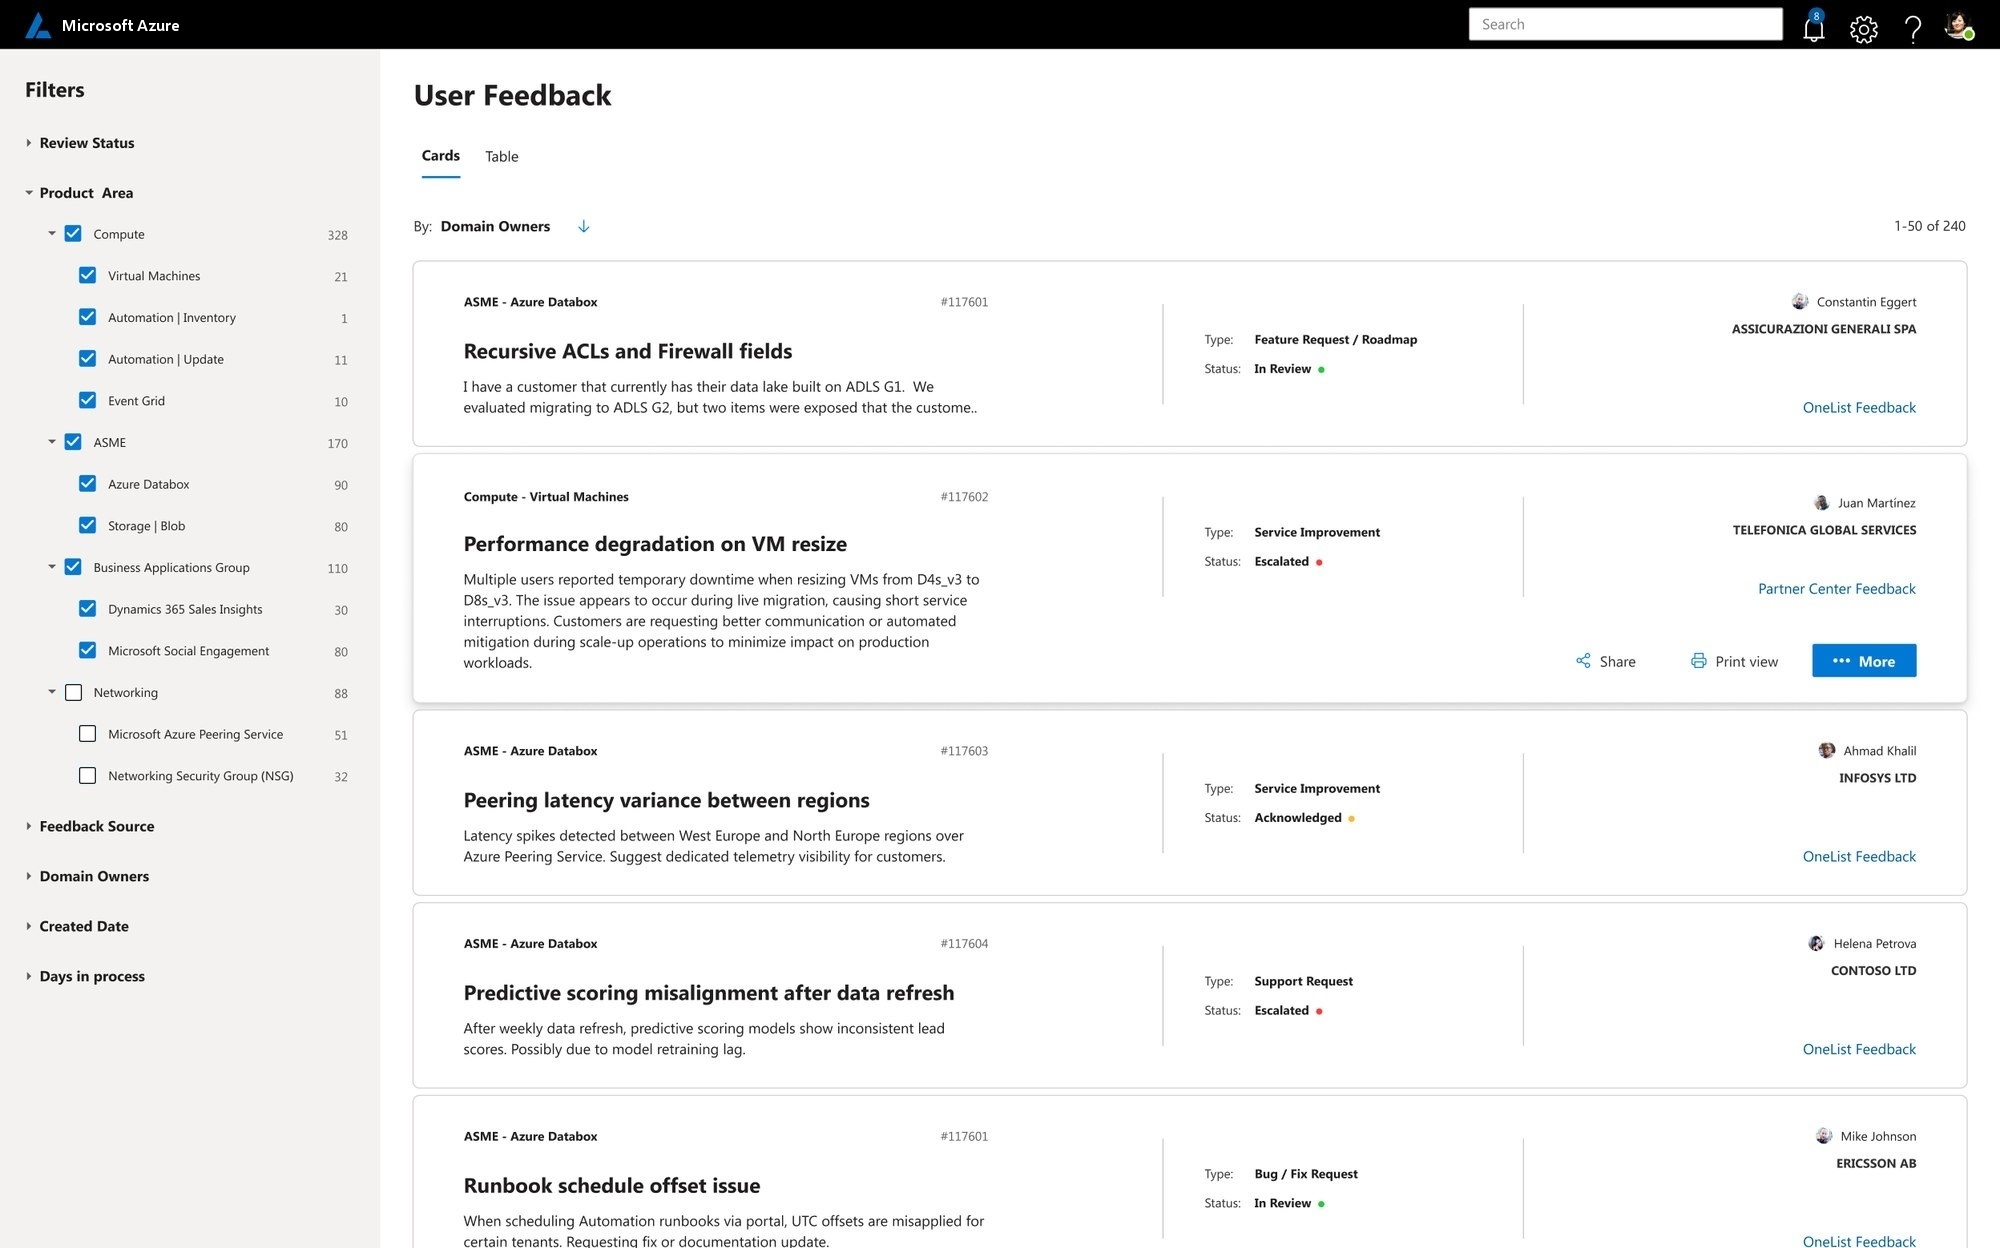 Microsoft Azure
Search
8
Filters
Review Status
Product Area
Compute 328
Virtual Machines 21
Automation | Inventory 1
Automation | Update 11
Event Grid 10
ASME 170
Azure Databox 90
Storage | Blob 80
Business Applications Group 110
Dynamics 365 Sales Insights 30
Microsoft Social Engagement 80
Networking 88
Microsoft Azure Peering Service 51
Networking Security Group (NSG) 32
Feedback Source
Domain Owners
Created Date
Days in process
User Feedback
Cards Table
By: Domain Owners
1-50 of 240
ASME - Azure Databox #117601
Recursive ACLs and Firewall fields
I have a customer that currently has their data lake built on ADLS G1. We
evaluated migrating to ADLS G2, but two items were exposed that the custome..
Type: Feature Request / Roadmap
Status: In Review
Constantin Eggert
ASSICURAZIONI GENERALI SPA
OneList Feedback
Compute - Virtual Machines #117602
Performance degradation on VM resize
Multiple users reported temporary downtime when resizing VMs from D4s_v3 to
D8s_v3. The issue appears to occur during live migration, causing short service
interruptions. Customers are requesting better communication or automated
mitigation during scale-up operations to minimize impact on production
workloads.
Type: Service Improvement
Status: Escalated
Juan Martínez
TELEFONICA GLOBAL SERVICES
Partner Center Feedback
Share Print view More
ASME - Azure Databox #117603
Peering latency variance between regions
Latency spikes detected between West Europe and North Europe regions over
Azure Peering Service. Suggest dedicated telemetry visibility for customers.
Type: Service Improvement
Status: Acknowledged
Ahmad Khalil
INFOSYS LTD
OneList Feedback
ASME - Azure Databox #117604
Predictive scoring misalignment after data refresh
After weekly data refresh, predictive scoring models show inconsistent lead
scores. Possibly due to model retraining lag.
Type: Support Request
Status: Escalated
Helena Petrova
CONTOSO LTD
OneList Feedback
ASME - Azure Databox #117601
Runbook schedule offset issue
When scheduling Automation runbooks via portal, UTC offsets are misapplied for
certain tenants. Requesting fix or documentation update.
Type: Bug / Fix Request
Status: In Review
Mike Johnson
ERICSSON AB
OneList Feedback